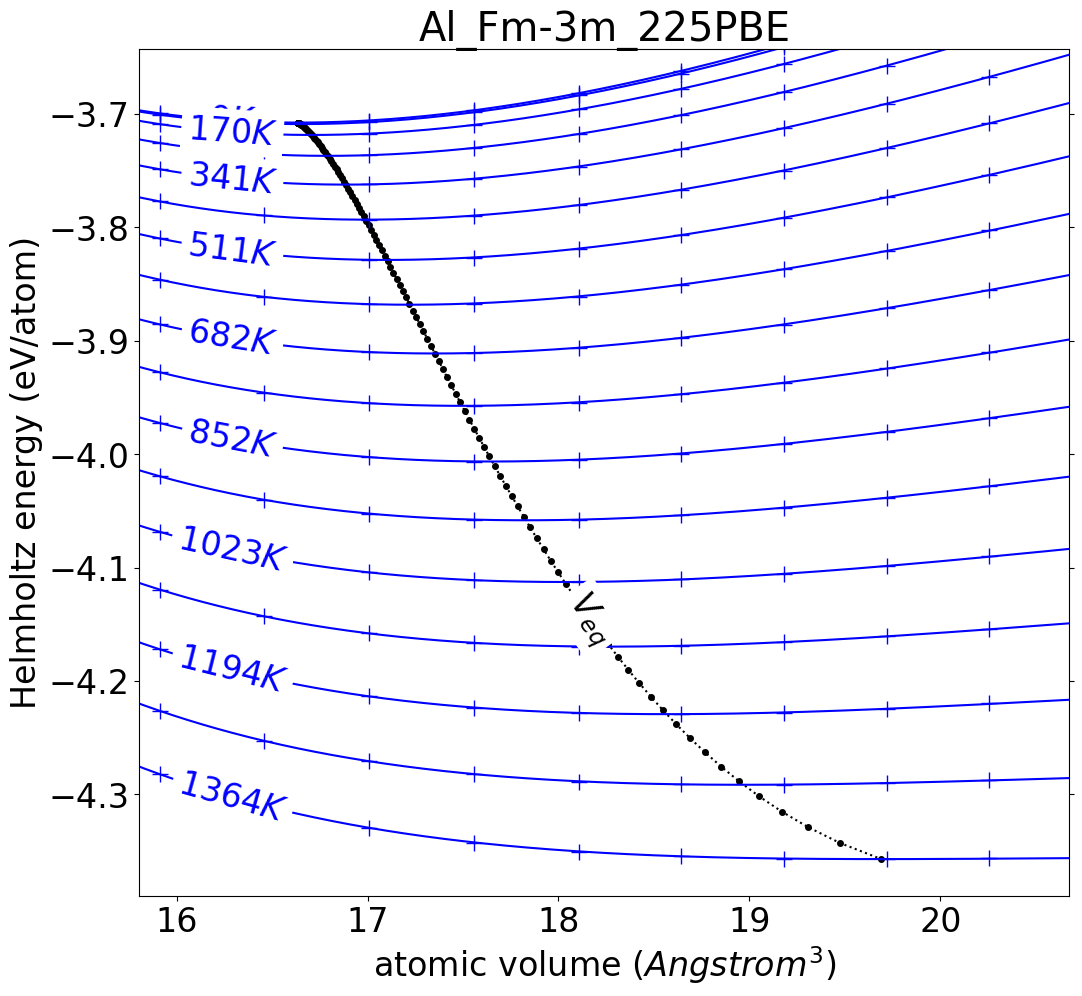 Al_Fm-3m_225PBE
Helmholtz energy (eV/atom)
−3.7
−3.8
−3.9
−4.0
−4.1
−4.2
−4.3
170K
341K
511K
682K
852K
1023K
1194K
1364K
V_eq
16 17 18 19 20
atomic volume (Angstrom³)